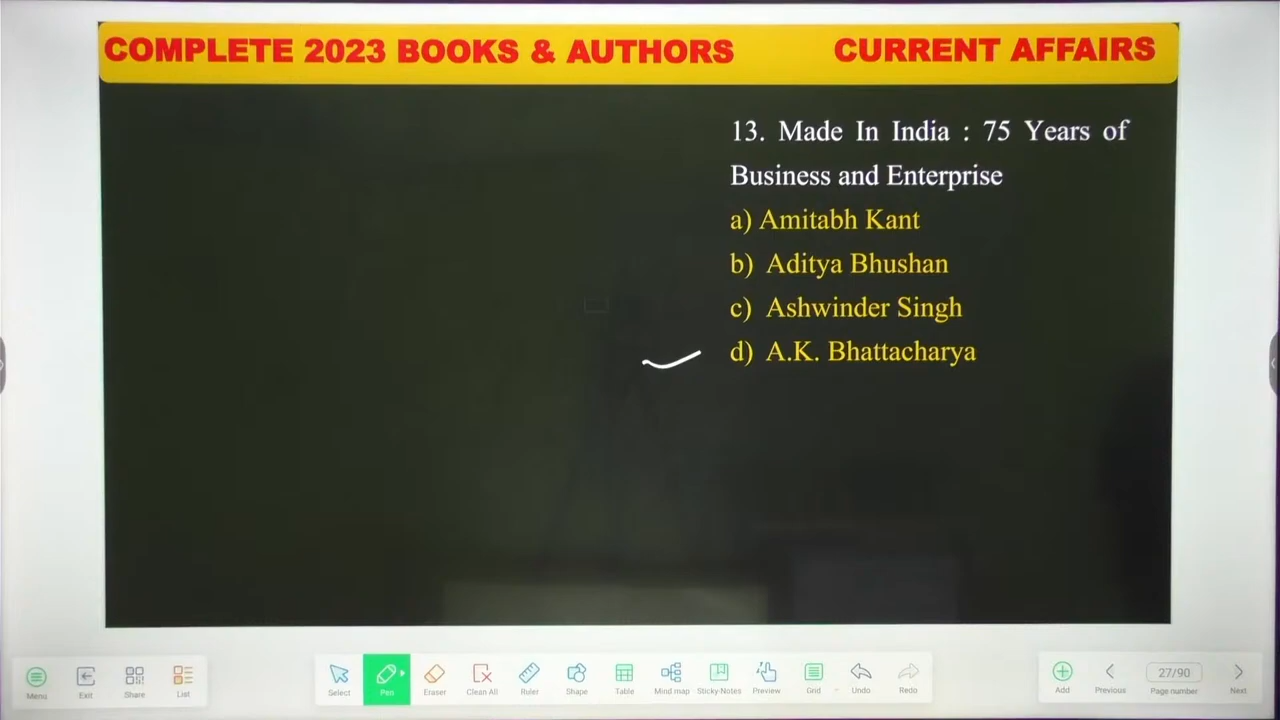 COMPLETE 2023 BOOKS & AUTHORS CURRENT AFFAIRS
13. Made In India : 75 Years of
Business and Enterprise
a) Amitabh Kant
b) Aditya Bhushan
c) Ashwinder Singh
d) A.K. Bhattacharya
Menu Exit Share List Select Pen Eraser Clean All Ruler Shape Table Mind map Sticky-Notes Preview Grid Undo Redo Add Previous 27/90 Page number Next